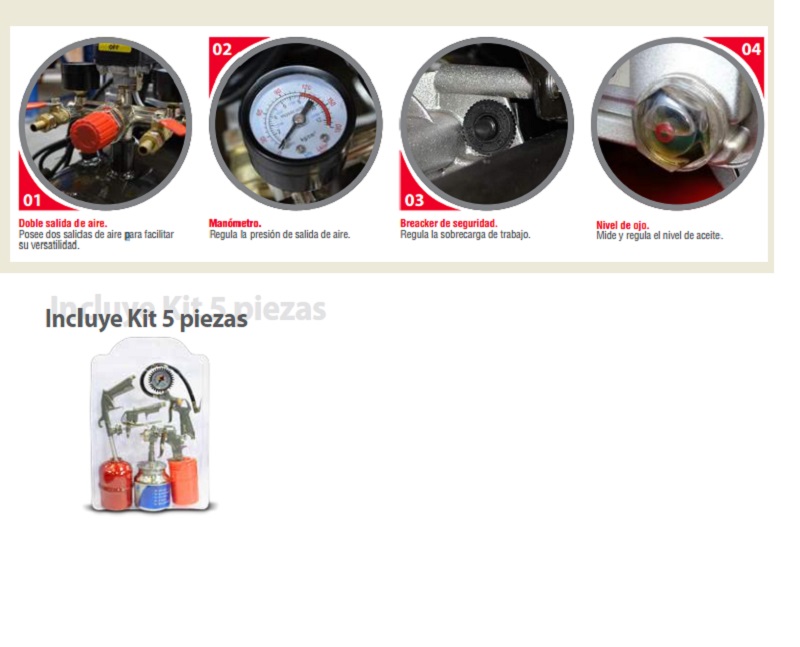 OFF
01
02
03
04
Doble salida de aire.
Posee dos salidas de aire para facilitar
su versatilidad.
Manómetro.
Regula la presión de salida de aire.
Breacker de seguridad.
Regula la sobrecarga de trabajo.
Nivel de ojo.
Mide y regula el nivel de aceite.
Incluye Kit 5 piezas
Incluye Kit 5 piezas